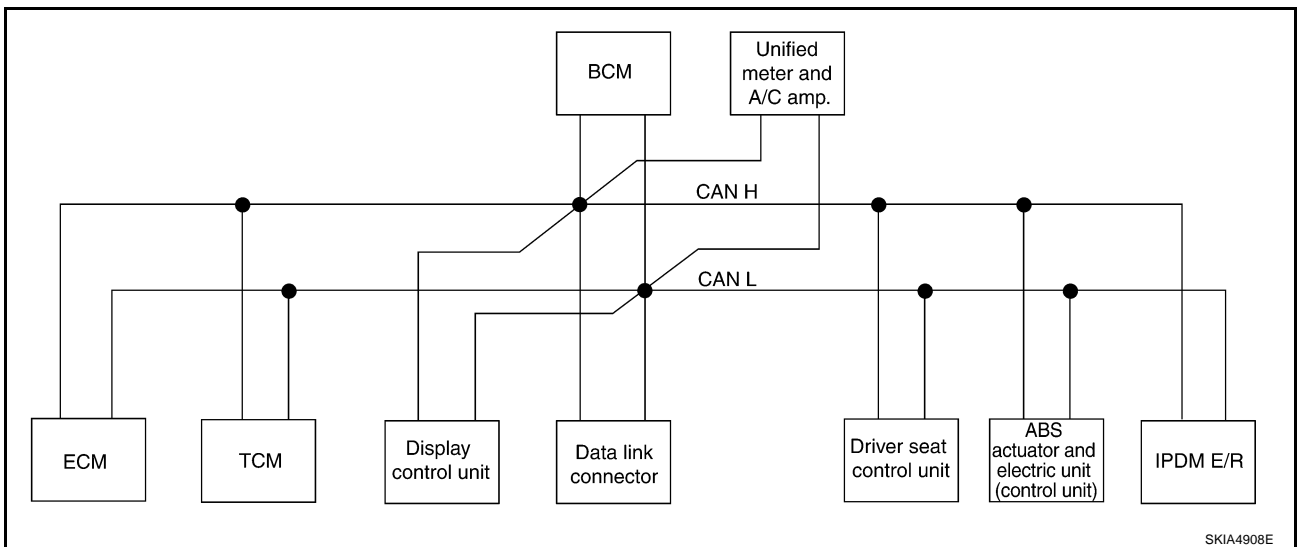 BCM
Unified
meter and
A/C amp.
CAN H
CAN L
ECM
TCM
Display
control unit
Data link
connector
Driver seat
control unit
ABS
actuator and
electric unit
(control unit)
IPDM E/R
SKIA4908E